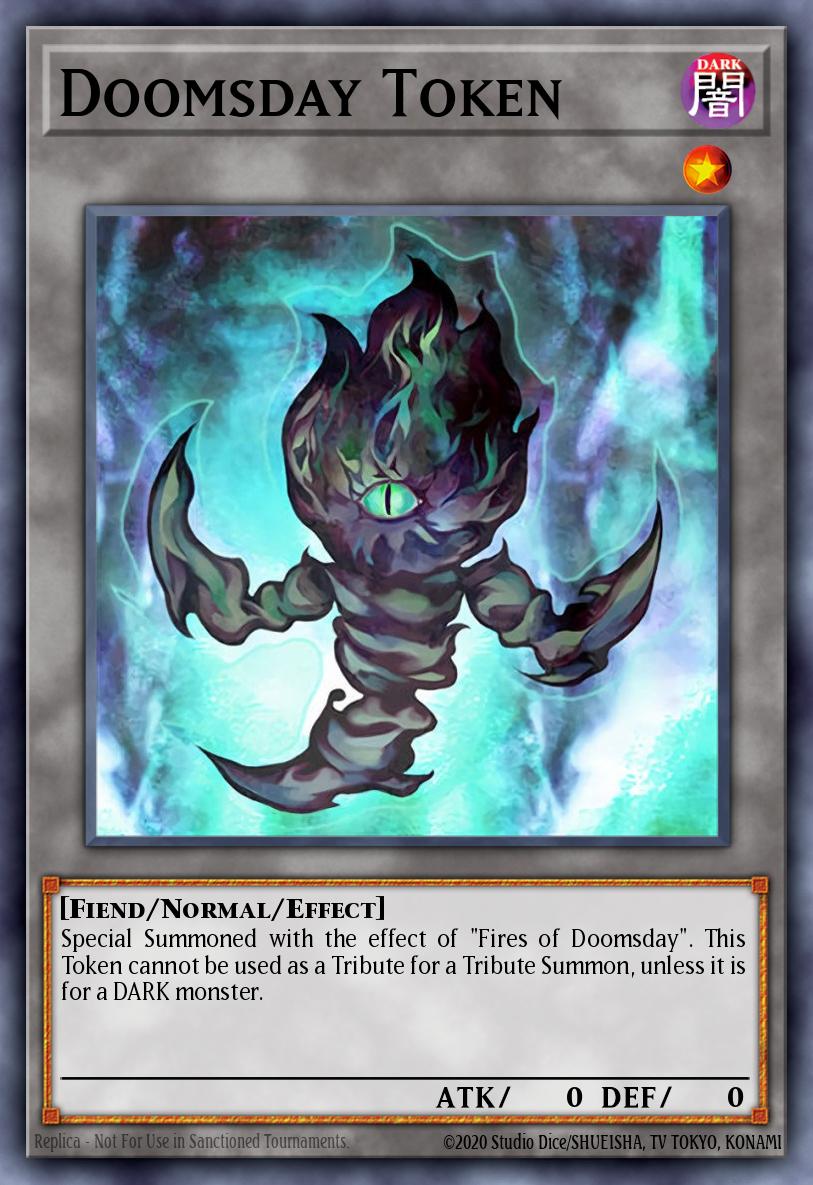 Doomsday Token
DARK
闇
[Fiend/Normal/Effect]
Special Summoned with the effect of "Fires of Doomsday". This
Token cannot be used as a Tribute for a Tribute Summon, unless it is
for a DARK monster.
ATK/ 0 DEF/ 0
Replica - Not For Use in Sanctioned Tournaments.
©2020 Studio Dice/SHUEISHA, TV TOKYO, KONAMI